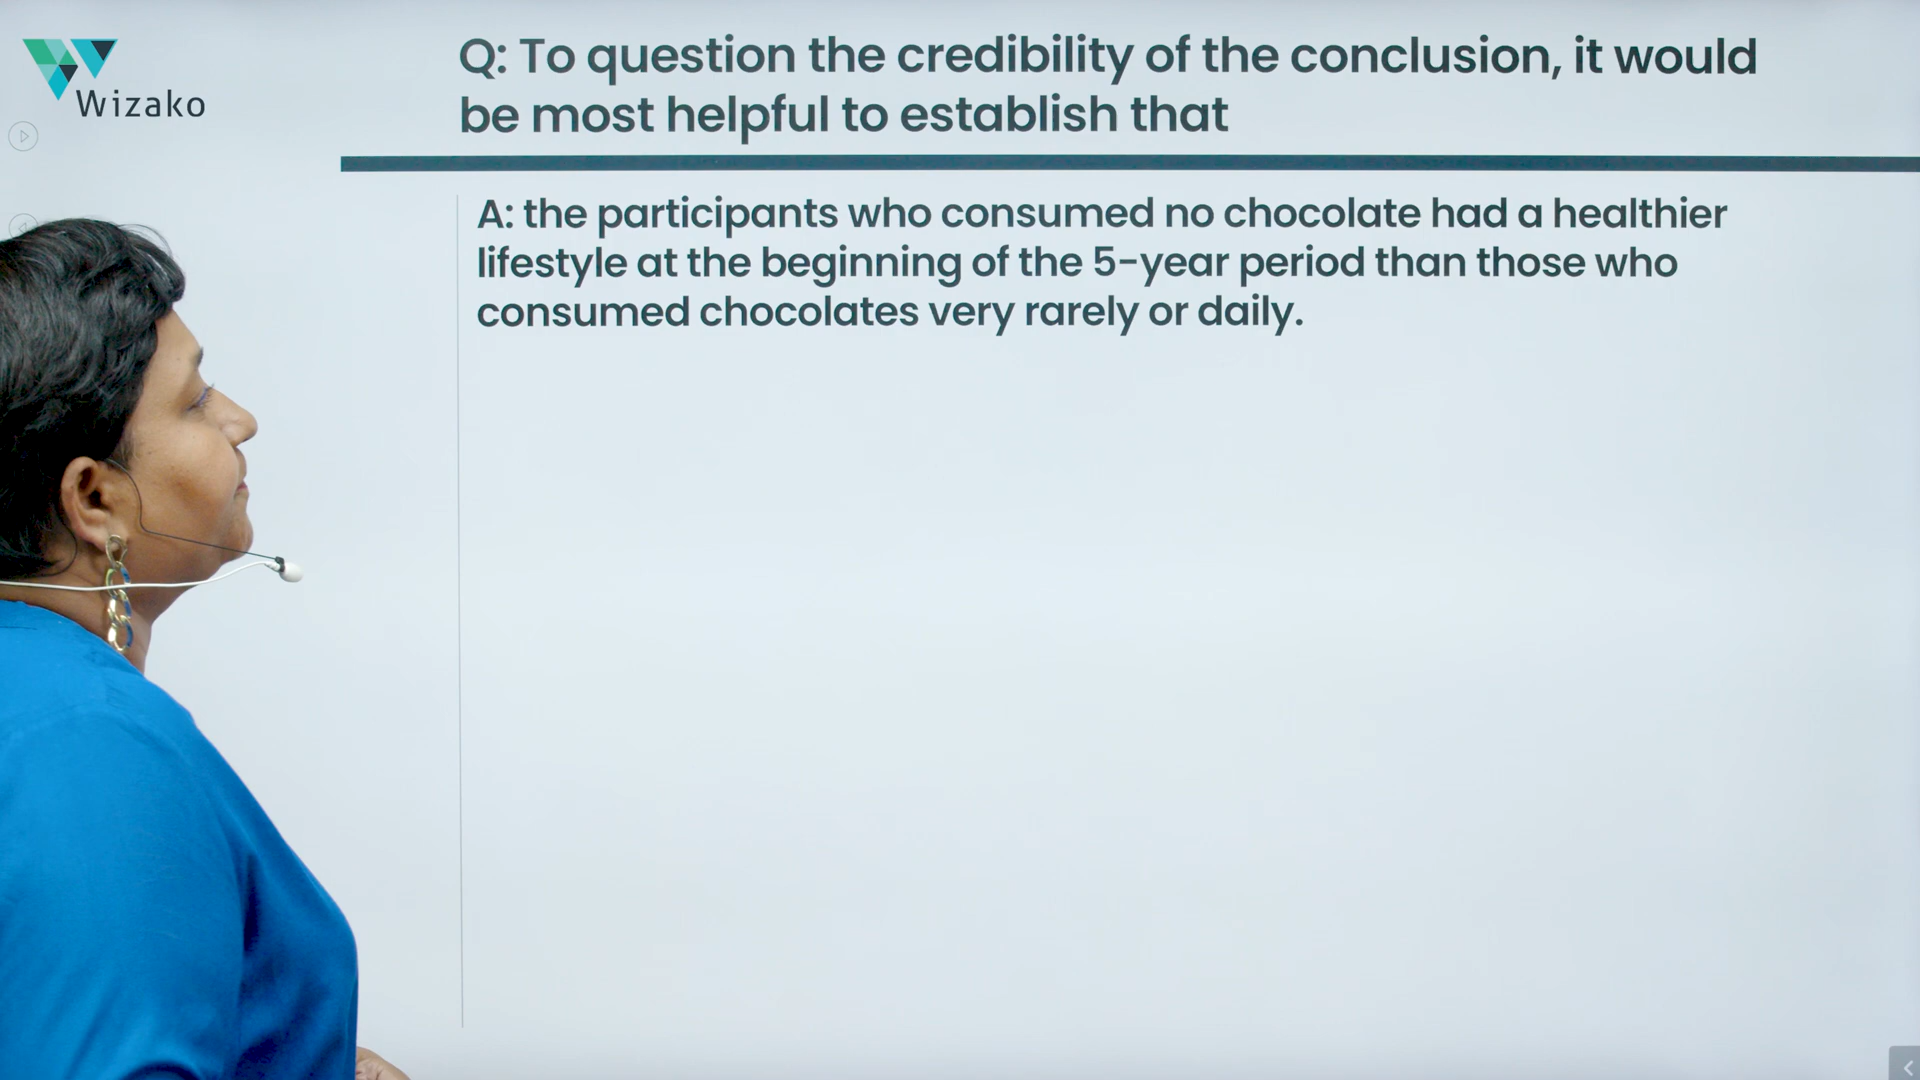 Wizako
Q: To question the credibility of the conclusion, it would
be most helpful to establish that
A: the participants who consumed no chocolate had a healthier
lifestyle at the beginning of the 5-year period than those who
consumed chocolates very rarely or daily.